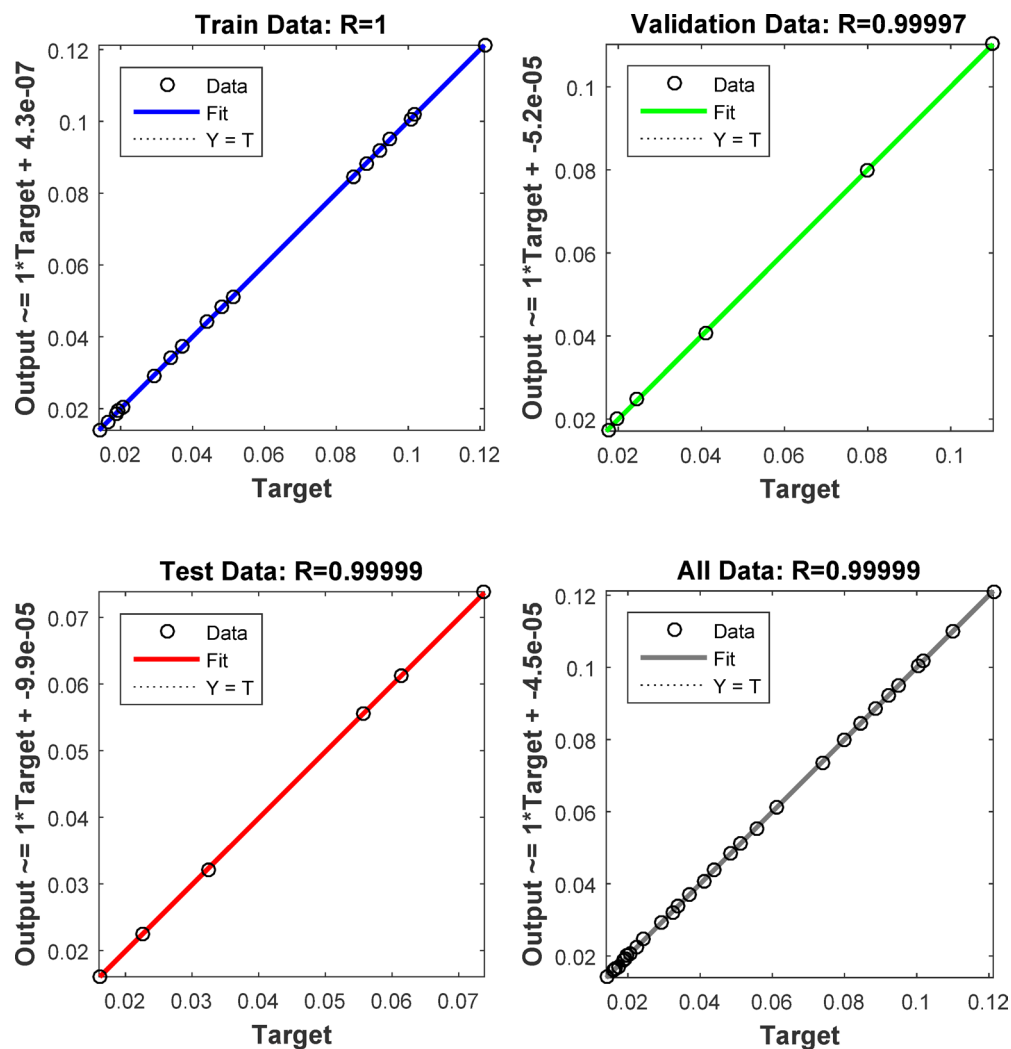 Train Data: R=1
Output ~= 1*Target + 4.3e-07
0.12
0.1
0.08
0.06
0.04
0.02
Data
Fit
Y = T
0.02 0.04 0.06 0.08 0.1 0.12
Target
Validation Data: R=0.99997
Output ~= 1*Target + -5.2e-05
0.1
0.08
0.06
0.04
0.02
Data
Fit
Y = T
0.02 0.04 0.06 0.08 0.1
Target
Test Data: R=0.99999
Output ~= 1*Target + -9.9e-05
0.07
0.06
0.05
0.04
0.03
0.02
Data
Fit
Y = T
0.02 0.03 0.04 0.05 0.06 0.07
Target
All Data: R=0.99999
Output ~= 1*Target + -4.5e-05
0.12
0.1
0.08
0.06
0.04
0.02
Data
Fit
Y = T
0.02 0.04 0.06 0.08 0.1 0.12
Target